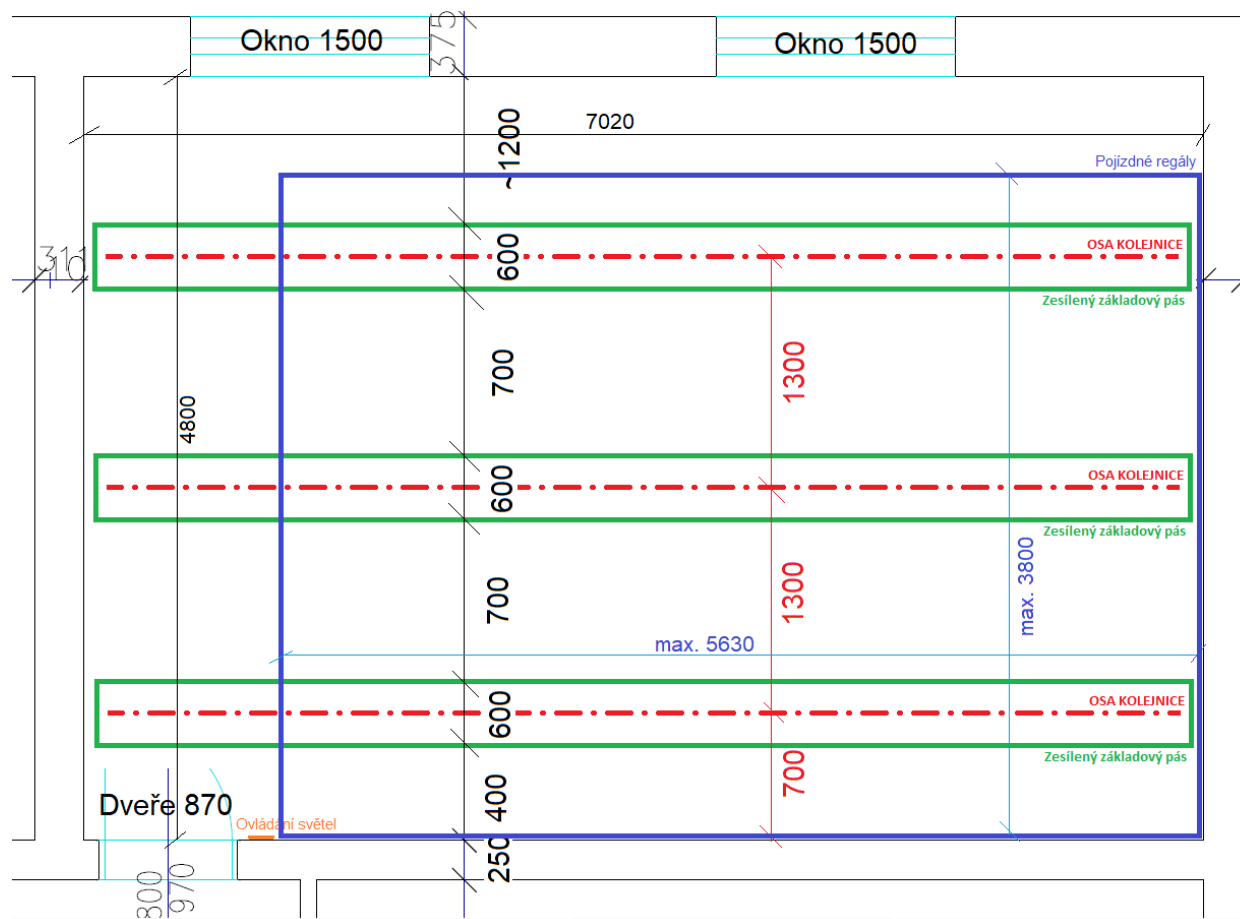 Okno 1500
375
Okno 1500
7020
~1200
Pojízdné regály
OSA KOLEJNICE
600
311
10
Zesílený základový pás
1300
700
4800
OSA KOLEJNICE
600
Zesílený základový pás
max. 3800
1300
700
max. 5630
OSA KOLEJNICE
600
Zesílený základový pás
700
400
Dveře 870
Ovládání světel
250
800
970